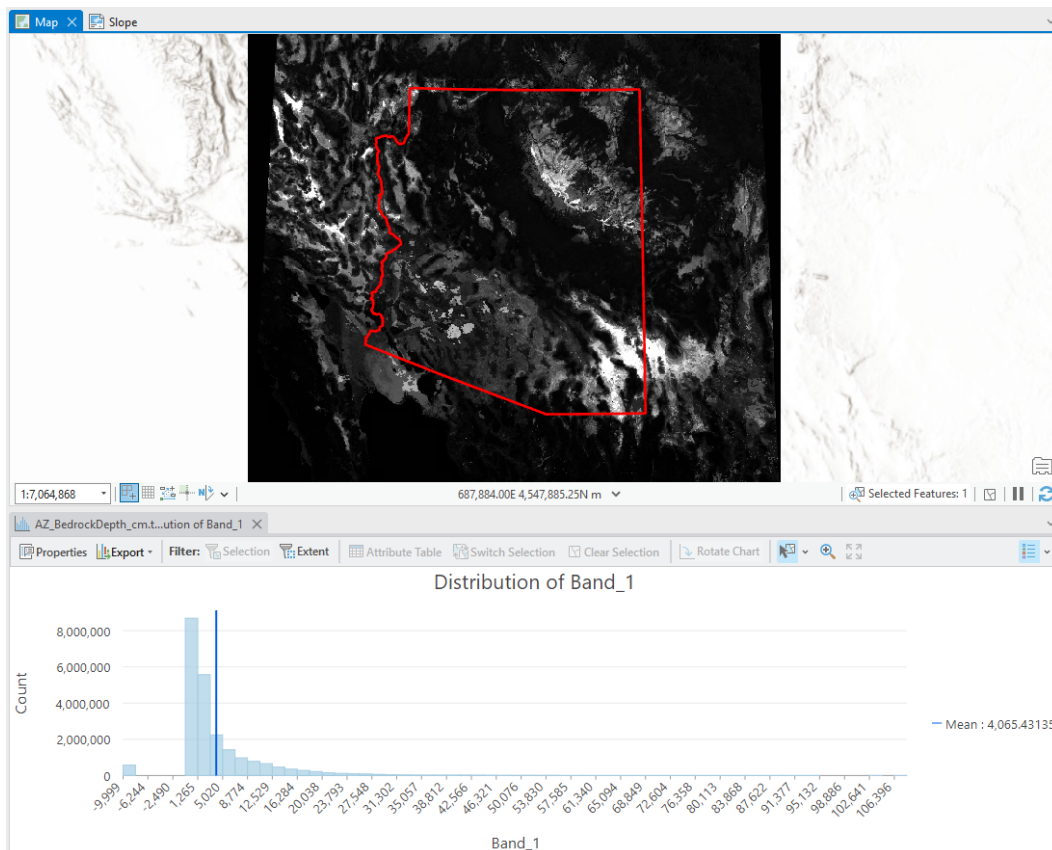 Map
Slope
1:7,064,868
687,884.00E 4,547,885.25N m
Selected Features: 1
AZ_BedrockDepth_cm.t...ution of Band_1
Properties Export Filter: Selection Extent Attribute Table Switch Selection Clear Selection Rotate Chart
Distribution of Band_1
Count
8,000,000
6,000,000
4,000,000
2,000,000
0
Mean : 4,065.43135
-9,999 -6,244 -2,490 1,265 5,020 8,774 12,529 16,284 20,038 23,793 27,548 31,302 35,057 38,812 42,566 46,321 50,076 53,830 57,585 61,340 65,094 68,849 72,604 76,358 80,113 83,868 87,622 91,377 95,132 98,886 102,641 106,396
Band_1